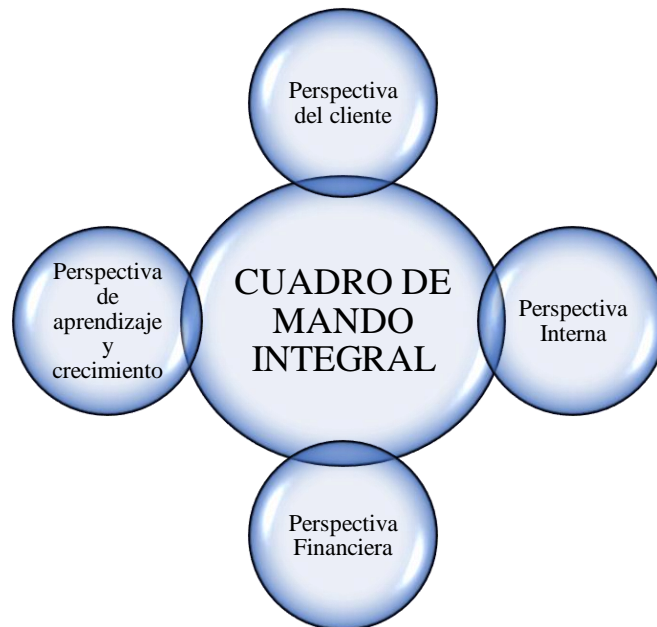 Perspectiva
del cliente
Perspectiva
de
aprendizaje
y
crecimiento
CUADRO DE
MANDO
INTEGRAL
Perspectiva
Interna
Perspectiva
Financiera